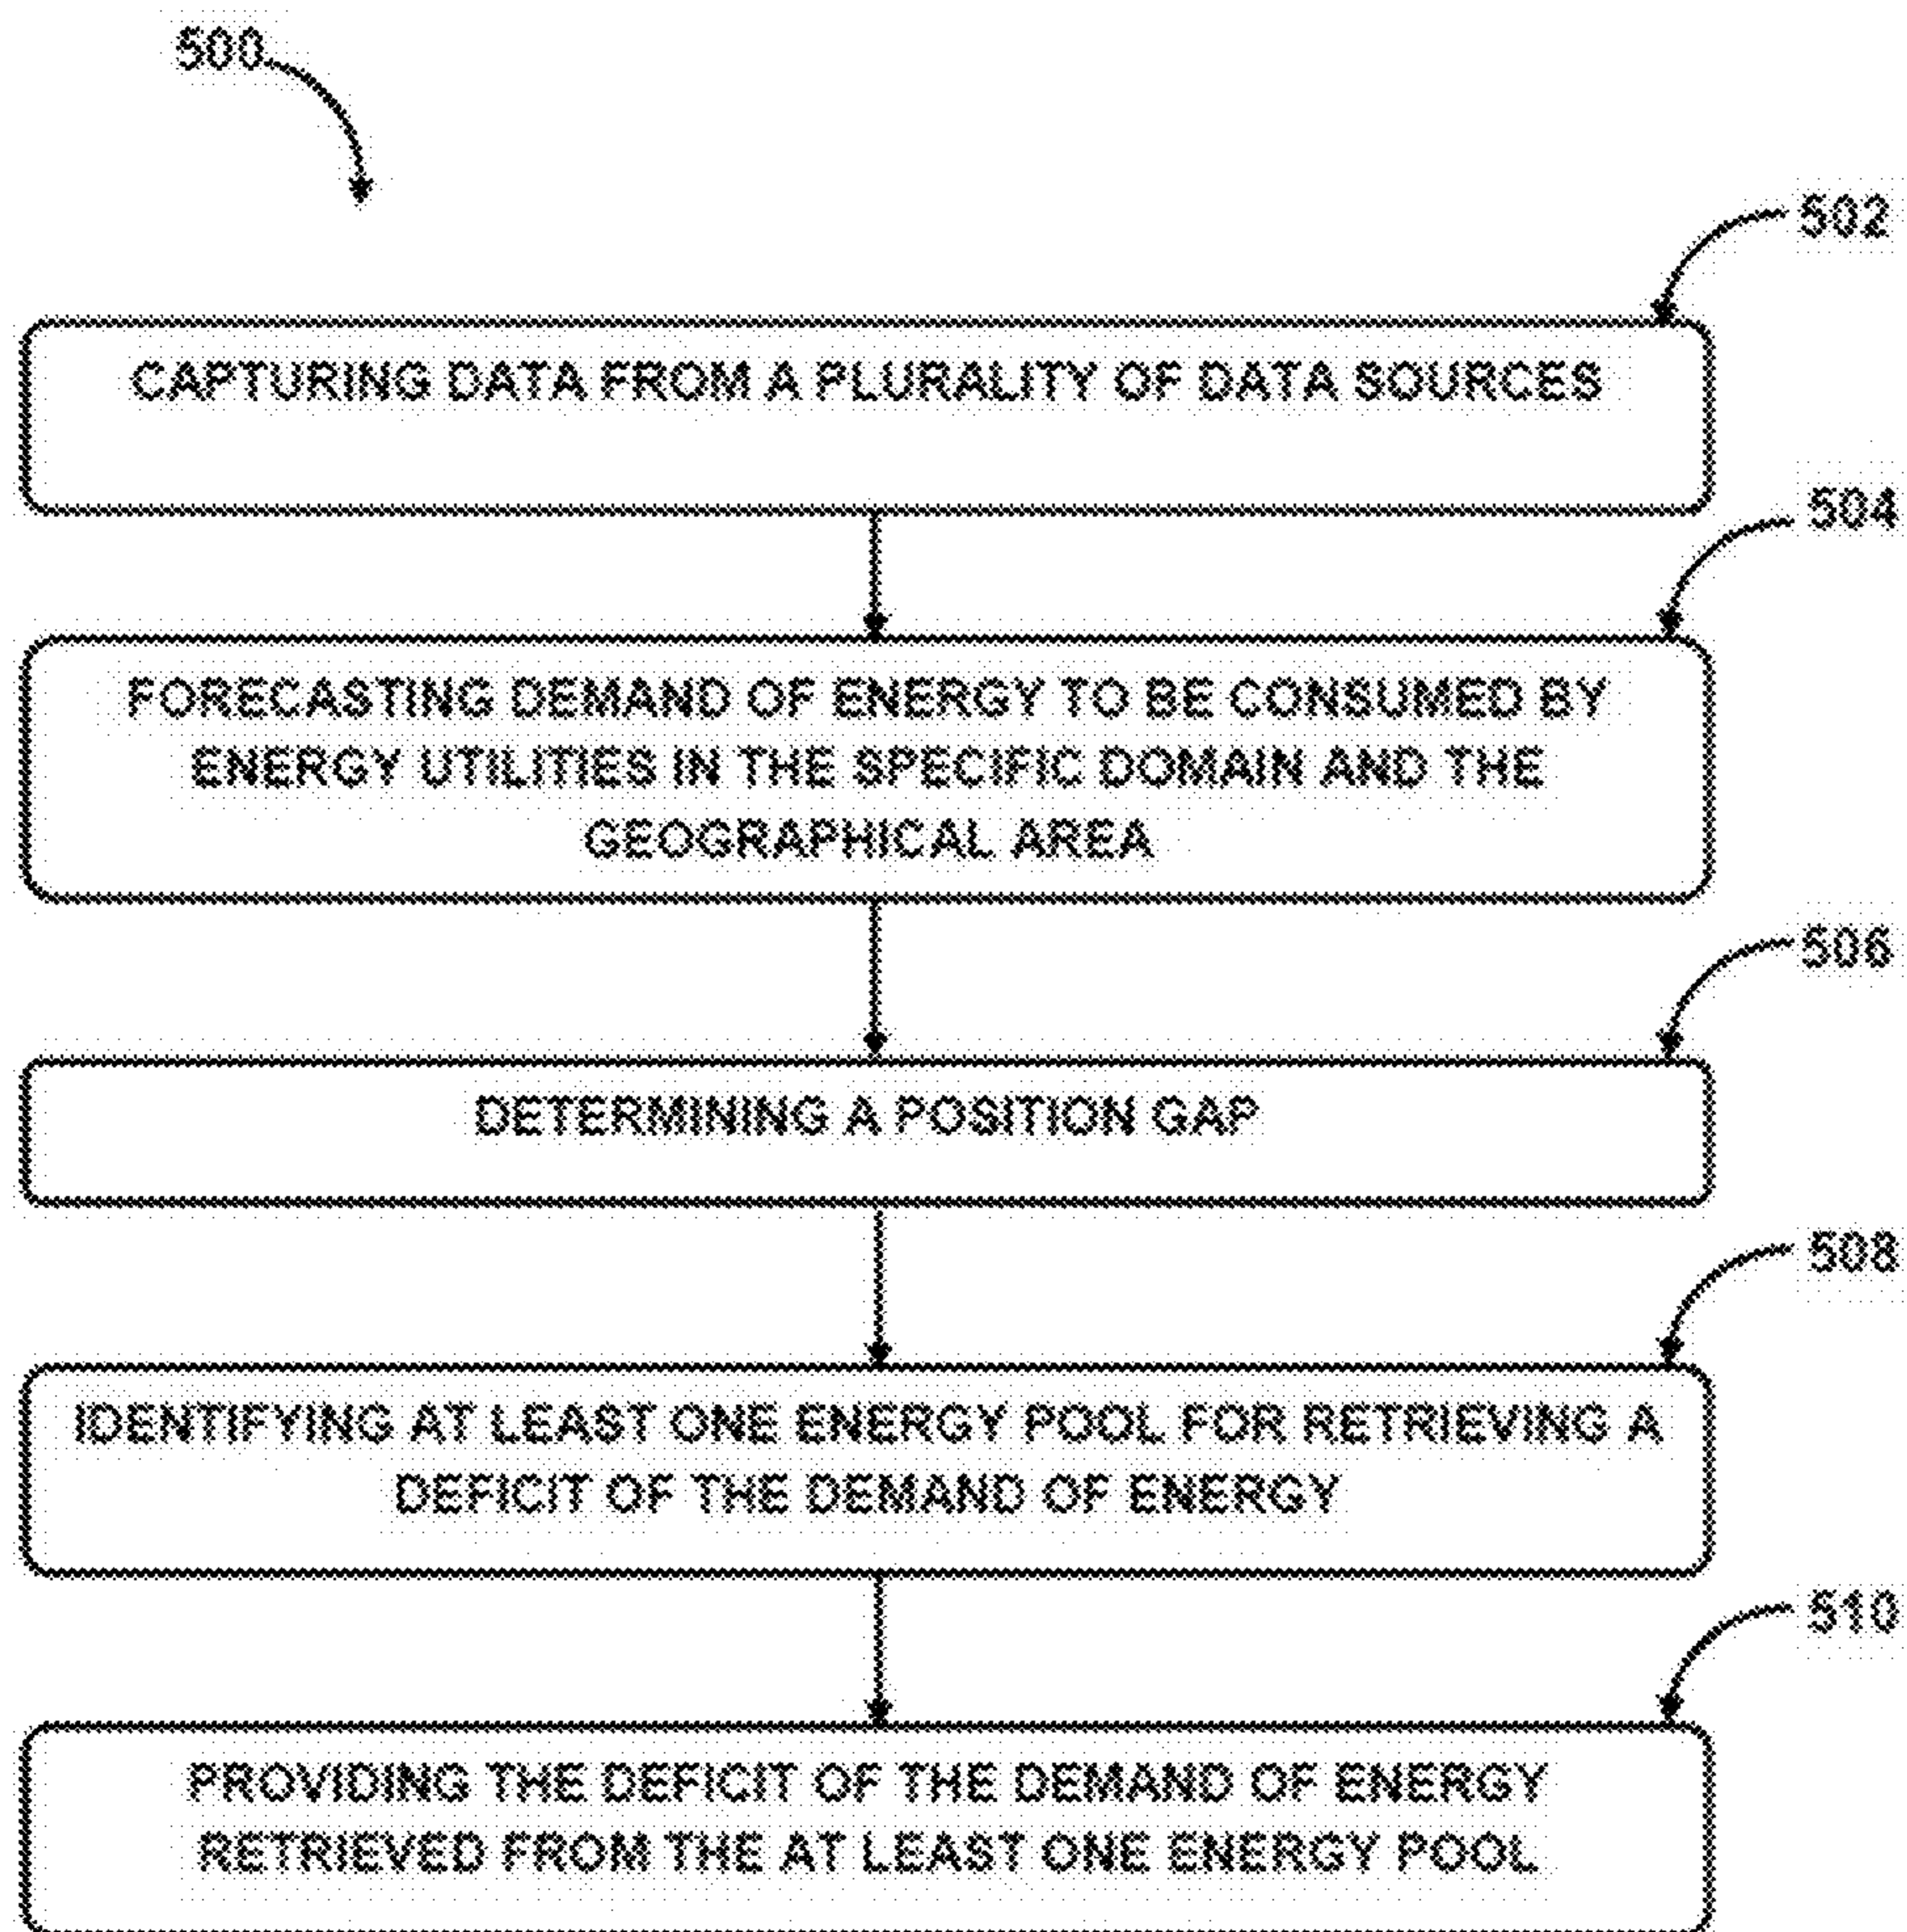 500
502
CAPTURING DATA FROM A PLURALITY OF DATA SOURCES
504
FORECASTING DEMAND OF ENERGY TO BE CONSUMED BY
ENERGY UTILITIES IN THE SPECIFIC DOMAIN AND THE
GEOGRAPHICAL AREA
506
DETERMINING A POSITION GAP
508
IDENTIFYING AT LEAST ONE ENERGY POOL FOR RETRIEVING A
DEFICIT OF THE DEMAND OF ENERGY
510
PROVIDING THE DEFICIT OF THE DEMAND OF ENERGY
RETRIEVED FROM THE AT LEAST ONE ENERGY POOL